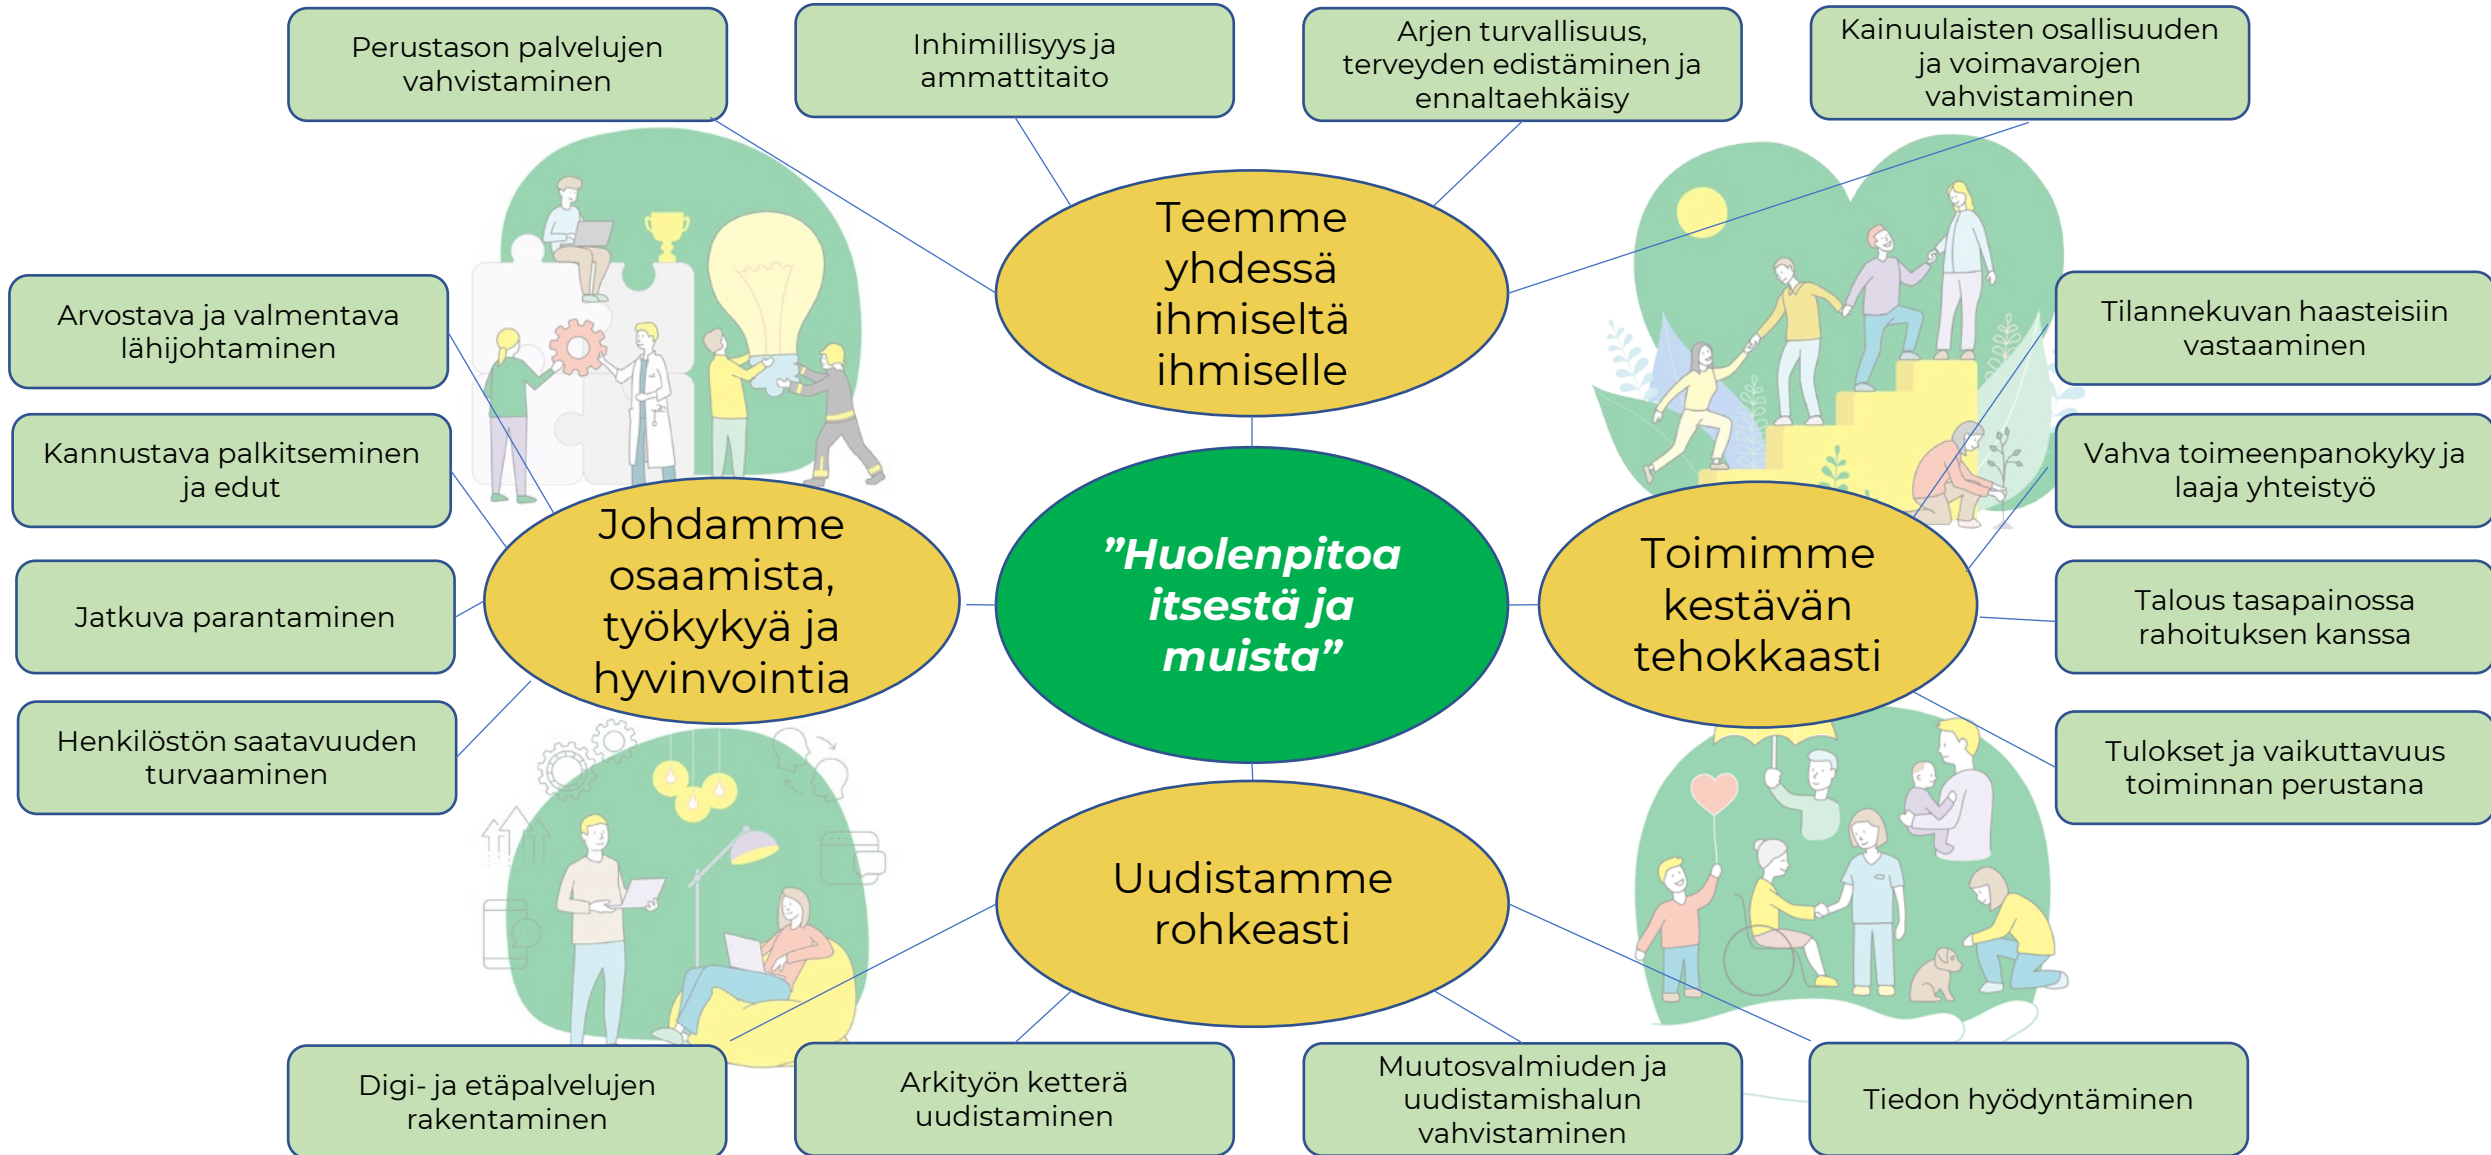 Perustason palvelujen
vahvistaminen
Inhimillisyys ja
ammattitaito
Arjen turvallisuus,
terveyden edistäminen ja
ennaltaehkäisy
Kainuulaisten osallisuuden
ja voimavarojen
vahvistaminen
Teemme
yhdessä
ihmiseltä
ihmiselle
Arvostava ja valmentava
lähijohtaminen
Kannustava palkitseminen
ja edut
Jatkuva parantaminen
Henkilöstön saatavuuden
turvaaminen
Johdamme
osaamista,
työkykyä ja
hyvinvointia
”Huolenpitoa
itsestä ja
muista”
Toimimme
kestävän
tehokkaasti
Tilannekuvan haasteisiin
vastaaminen
Vahva toimeenpanokyky ja
laaja yhteistyö
Talous tasapainossa
rahoituksen kanssa
Tulokset ja vaikuttavuus
toiminnan perustana
Uudistamme
rohkeasti
Digi- ja etäpalvelujen
rakentaminen
Arkityön ketterä
uudistaminen
Muutosvalmiuden ja
uudistamishalun
vahvistaminen
Tiedon hyödyntäminen